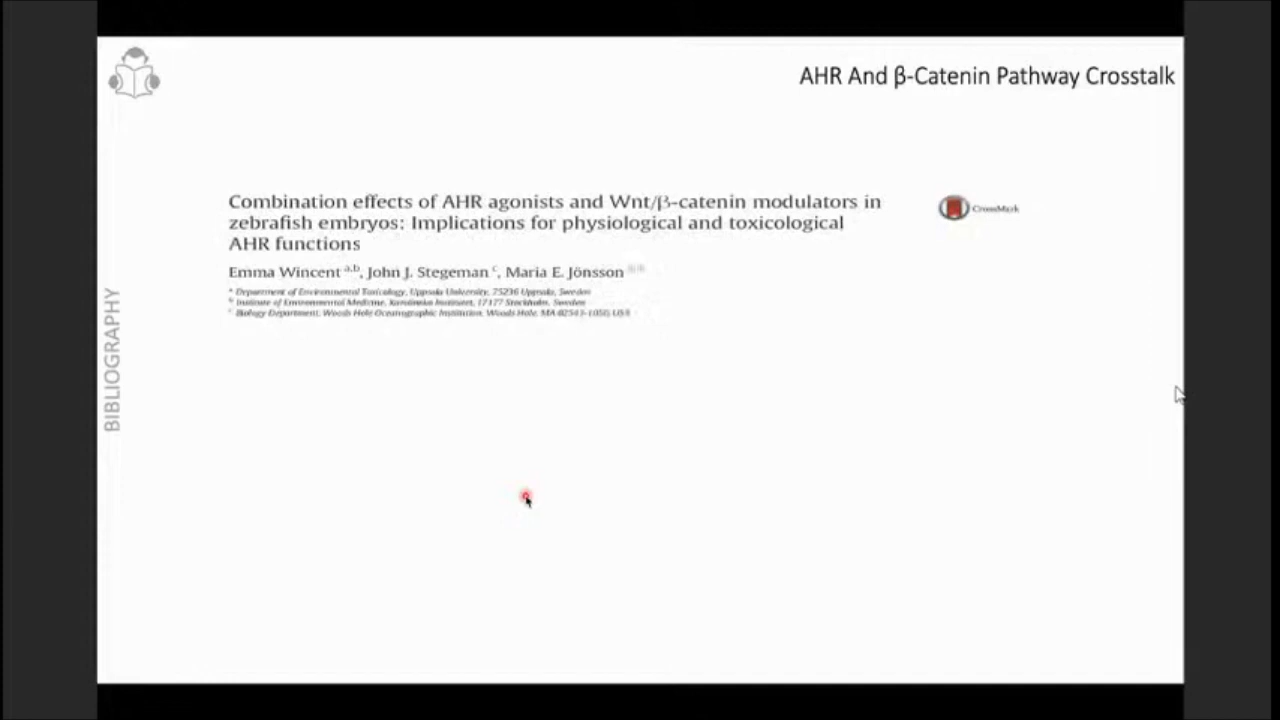 AHR And β-Catenin Pathway Crosstalk
Combination effects of AHR agonists and Wnt/β-catenin modulators in
zebrafish embryos: Implications for physiological and toxicological
AHR functions
CrossMark
Emma Wincent a,b, John J. Stegeman c, Maria E. Jönsson
a Department of Environmental Toxicology, Uppsala University, 75236 Uppsala, Sweden
b Institute of Environmental Medicine, Karolinska Institutet, 17177 Stockholm, Sweden
c Biology Department, Woods Hole Oceanographic Institution, Woods Hole, MA 02543-1050, USA
BIBLIOGRAPHY